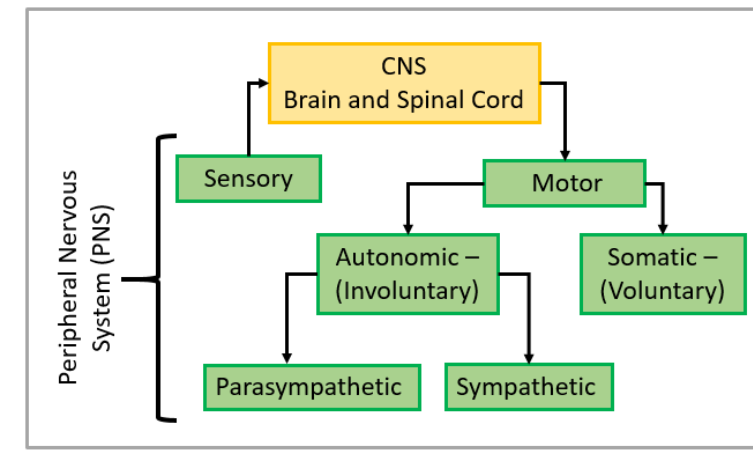 CNS
Brain and Spinal Cord
Sensory
Motor
Peripheral Nervous
System (PNS)
Autonomic –
(Involuntary)
Somatic –
(Voluntary)
Parasympathetic
Sympathetic